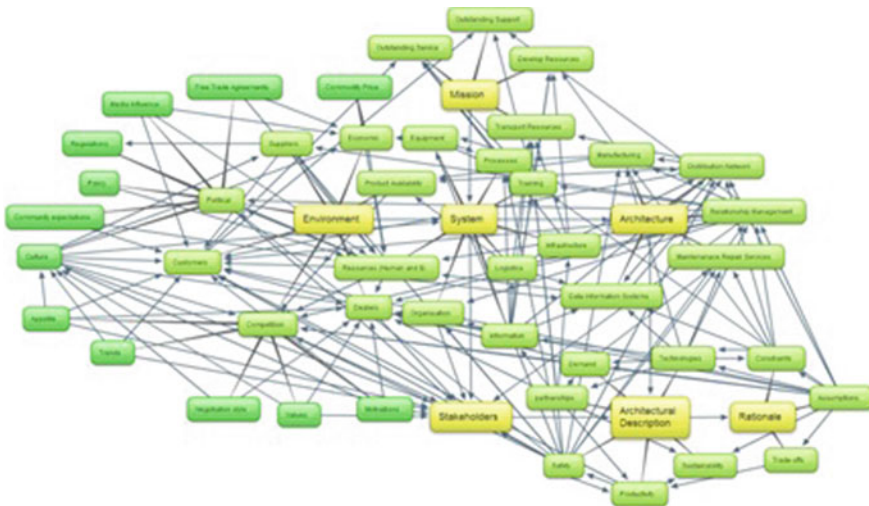 Outstanding Support
Outstanding Service
Develop Resources
Free Trade Agreements
Commodity Price
Mission
Media Influence
Transport Resources
Regulations
Suppliers
Economic
Equipment
Processes
Manufacturing
Distribution Network
Policy
Product Availability
Training
Political
Community expectations
Environment
System
Architecture
Relationship Management
Infrastructure
Culture
Customers
Resources (Human and
Logistics
Maintenance Repair Services
Dealers
Organisation
Data Information Systems
Competition
Information
Trends
Demand
Technologies
Constraints
partnerships
Assumptions
Negotiation style
Values
Motivations
Stakeholders
Architectural
Description
Rationale
Safety
Sustainability
Trade-offs
Productivity